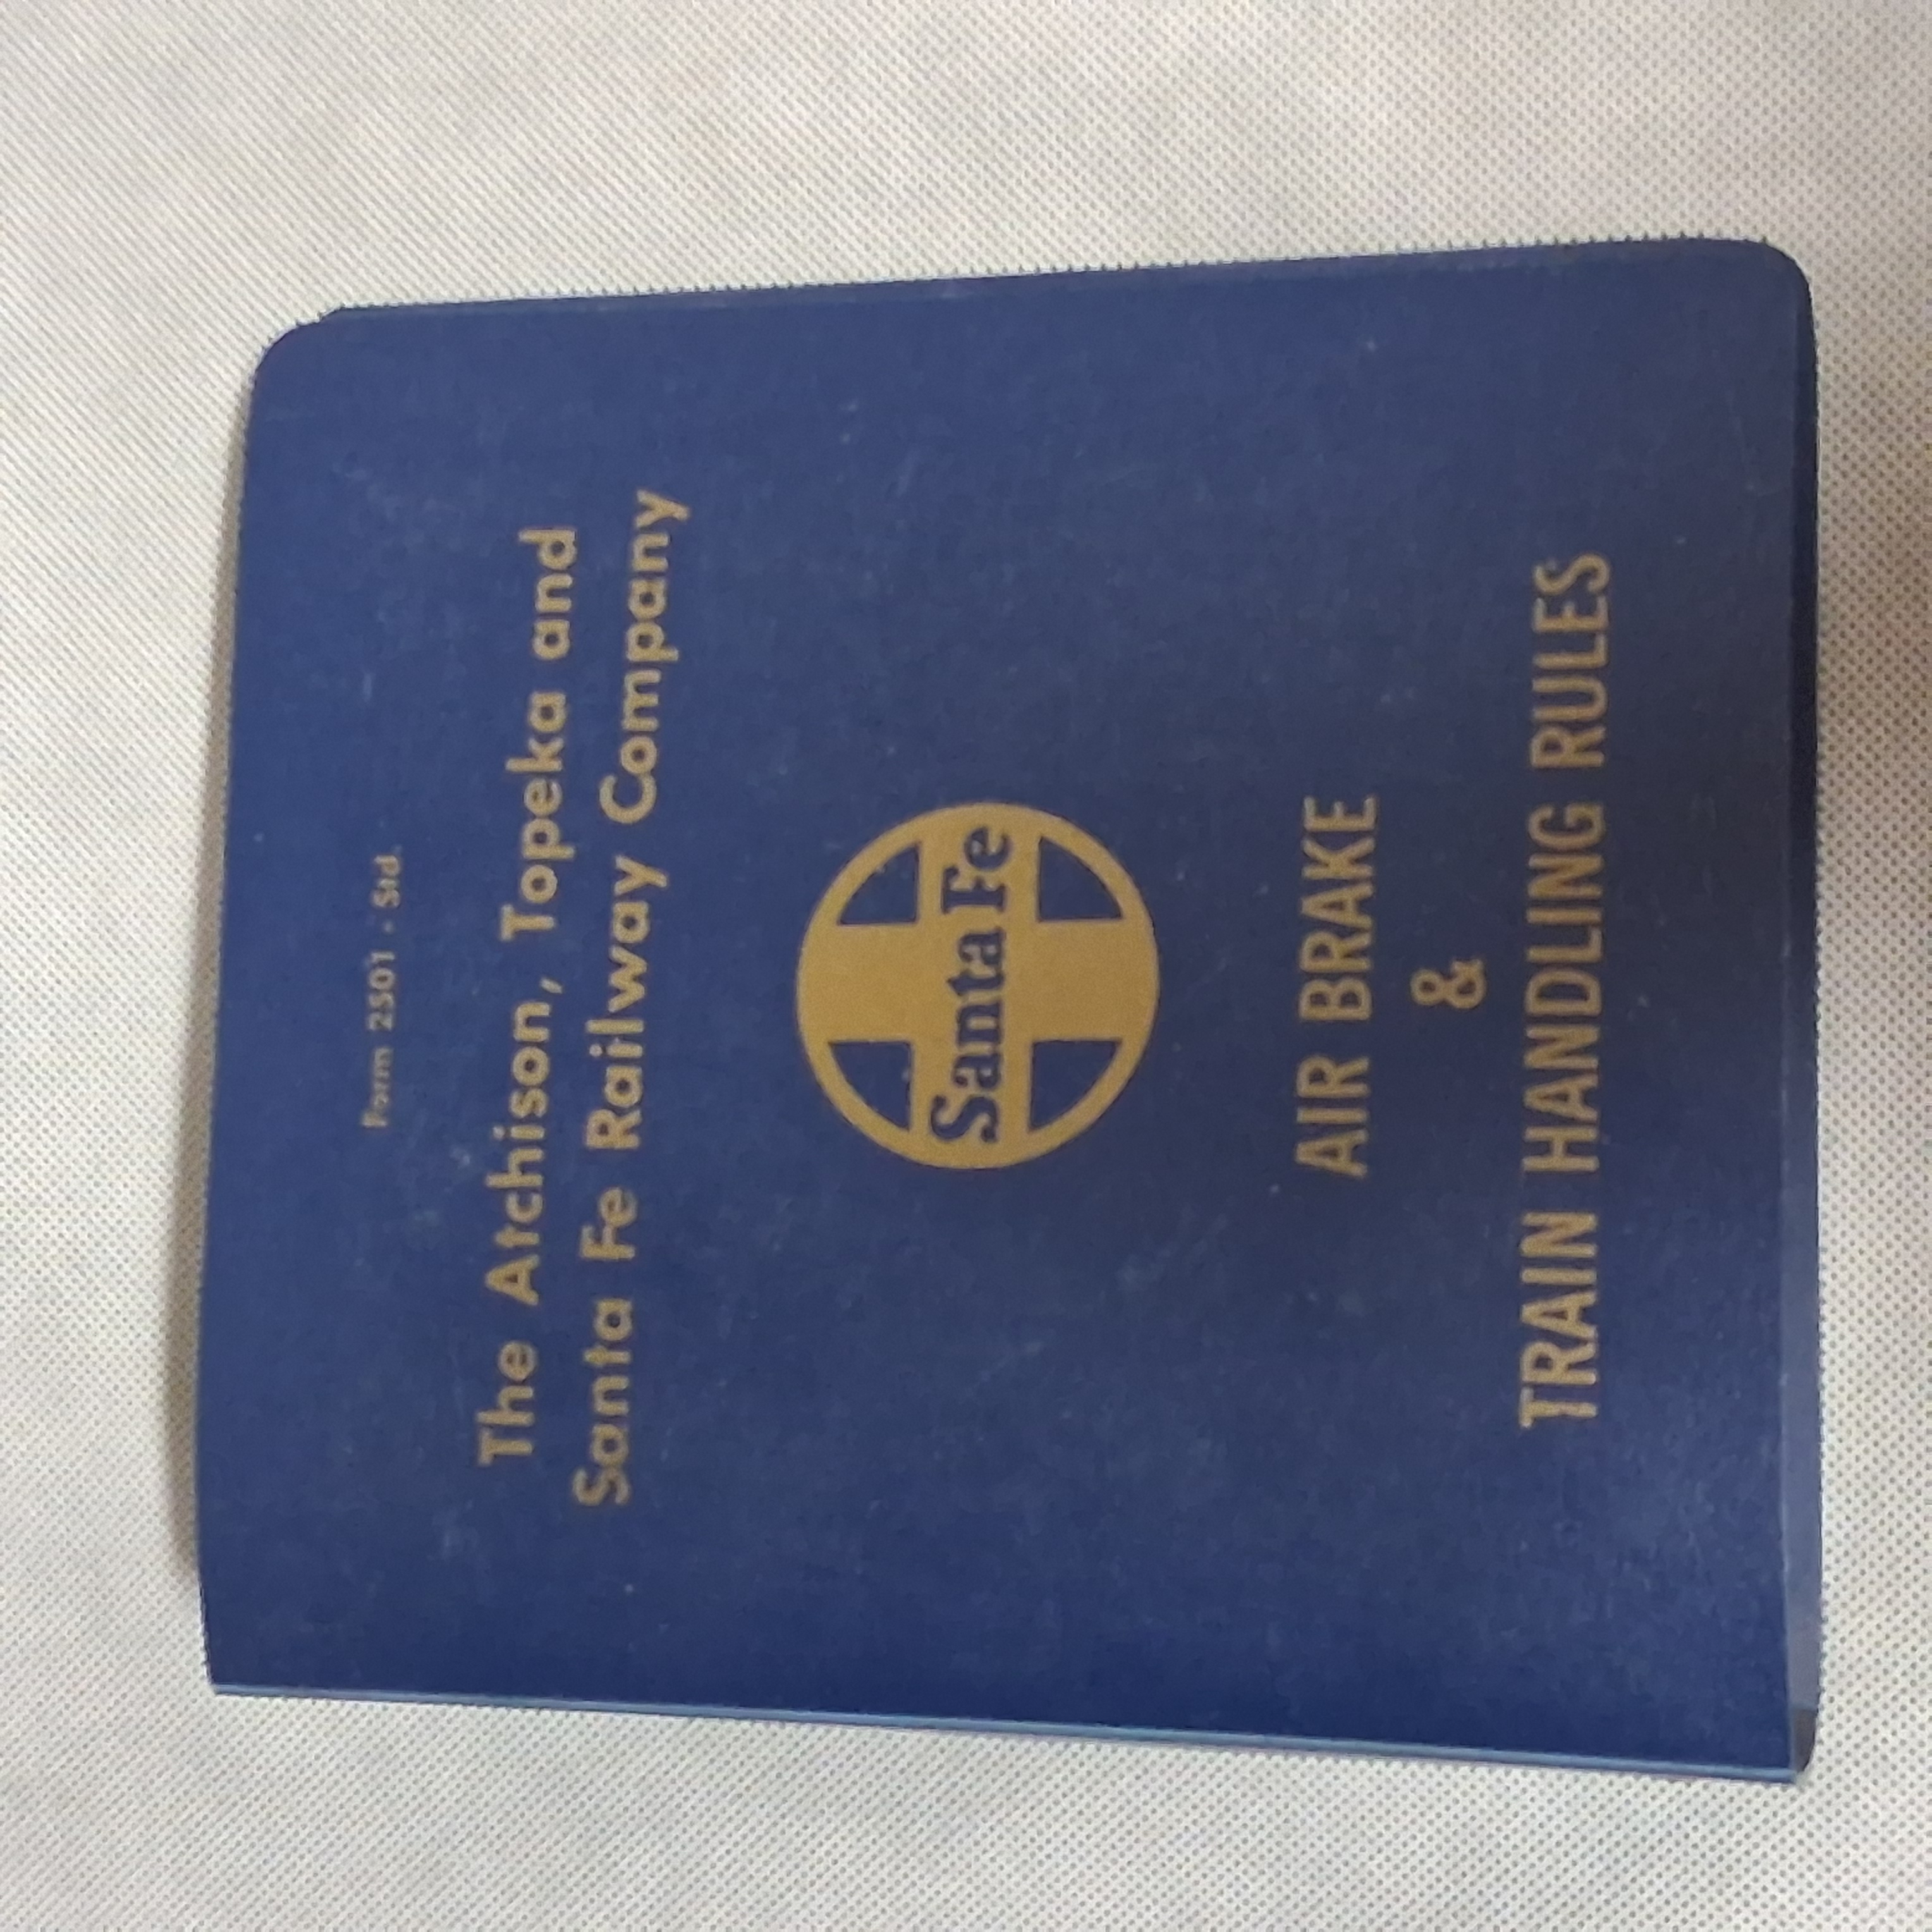 Form 2501 - Std.
The Atchison, Topeka and
Santa Fe Railway Company
Santa Fe
AIR BRAKE
&
TRAIN HANDLING RULES